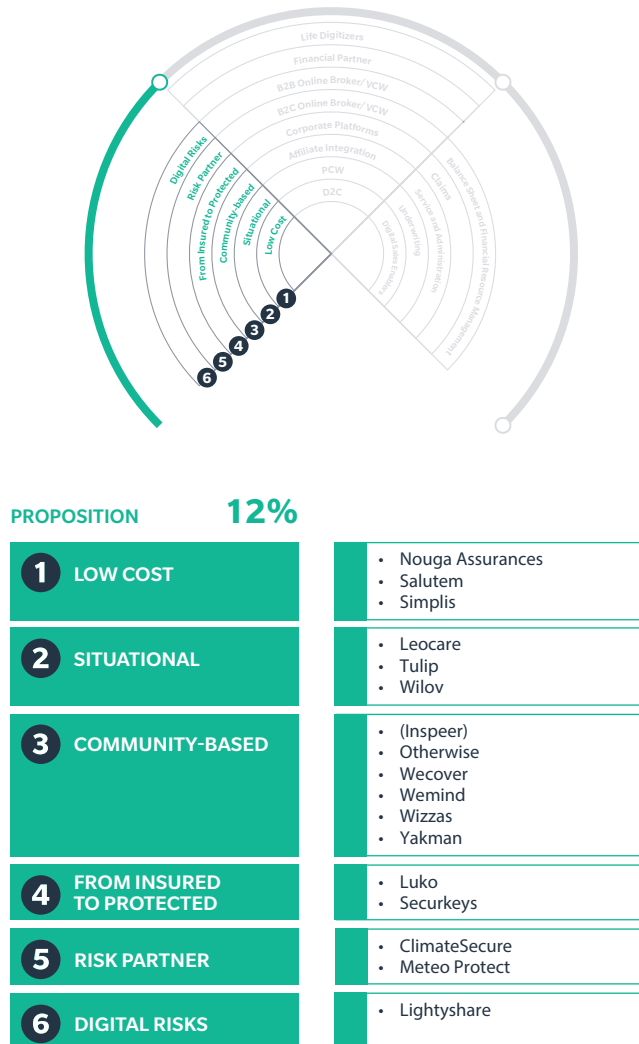 Life Digitizers
Financial Partner
B2B Online Broker/ VCW
B2C Online Broker/ VCW
Corporate Platforms
Affiliate Integration
PCW
D2C
Digital Risks
Risk Partner
From Insured to Protected
Community-based
Situational
Low Cost
Balance Sheet and Financial Resource Management
Claims
Service and Administration
Underwriting
Digital Sales Enablers
1
2
3
4
5
6
PROPOSITION 12%
1 LOW COST
• Nouga Assurances
• Salutem
• Simplis
2 SITUATIONAL
• Leocare
• Tulip
• Wilov
3 COMMUNITY-BASED
• (Inspeer)
• Otherwise
• Wecover
• Wemind
• Wizzas
• Yakman
4 FROM INSURED
TO PROTECTED
• Luko
• Securkeys
5 RISK PARTNER
• ClimateSecure
• Meteo Protect
6 DIGITAL RISKS
• Lightyshare